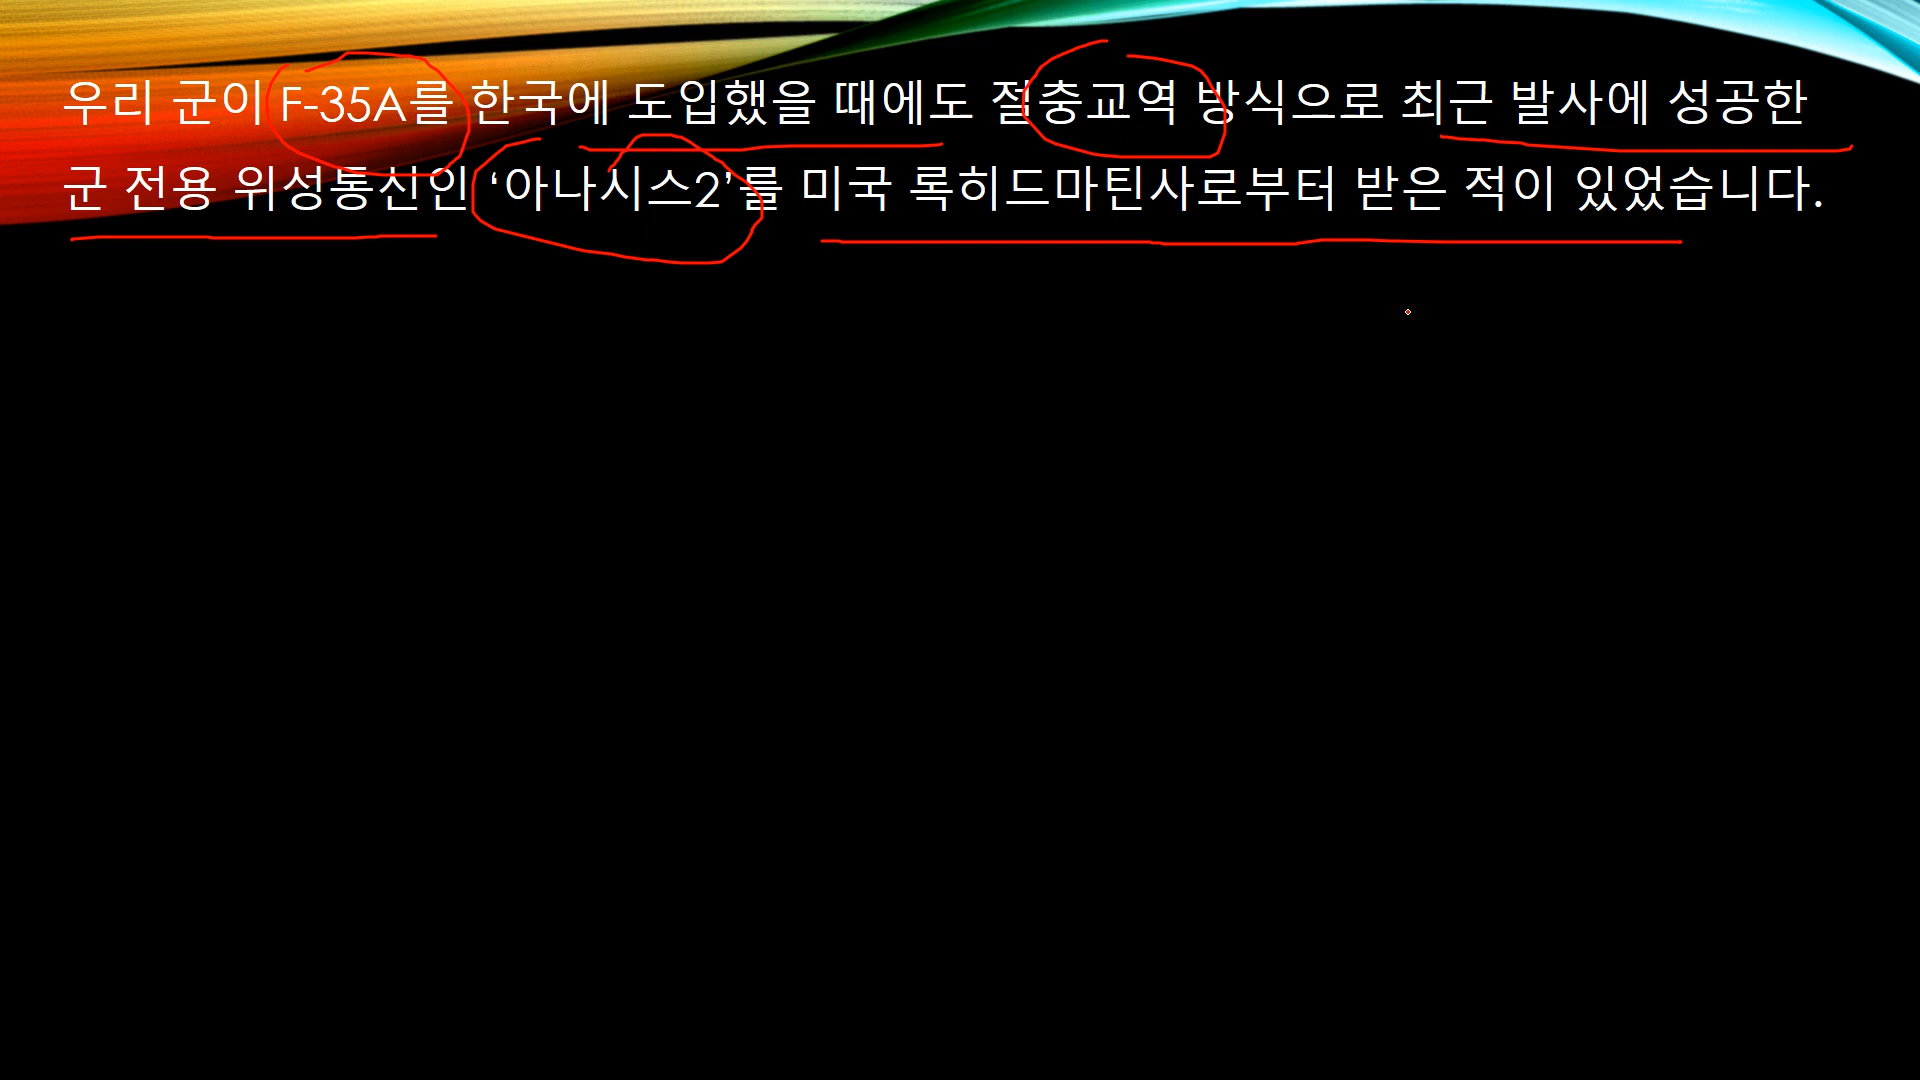 우리 군이 F-35A를 한국에 도입했을 때에도 절충교역 방식으로 최근 발사에 성공한
군 전용 위성통신인 ‘아나시스2’를 미국 록히드마틴사로부터 받은 적이 있었습니다.